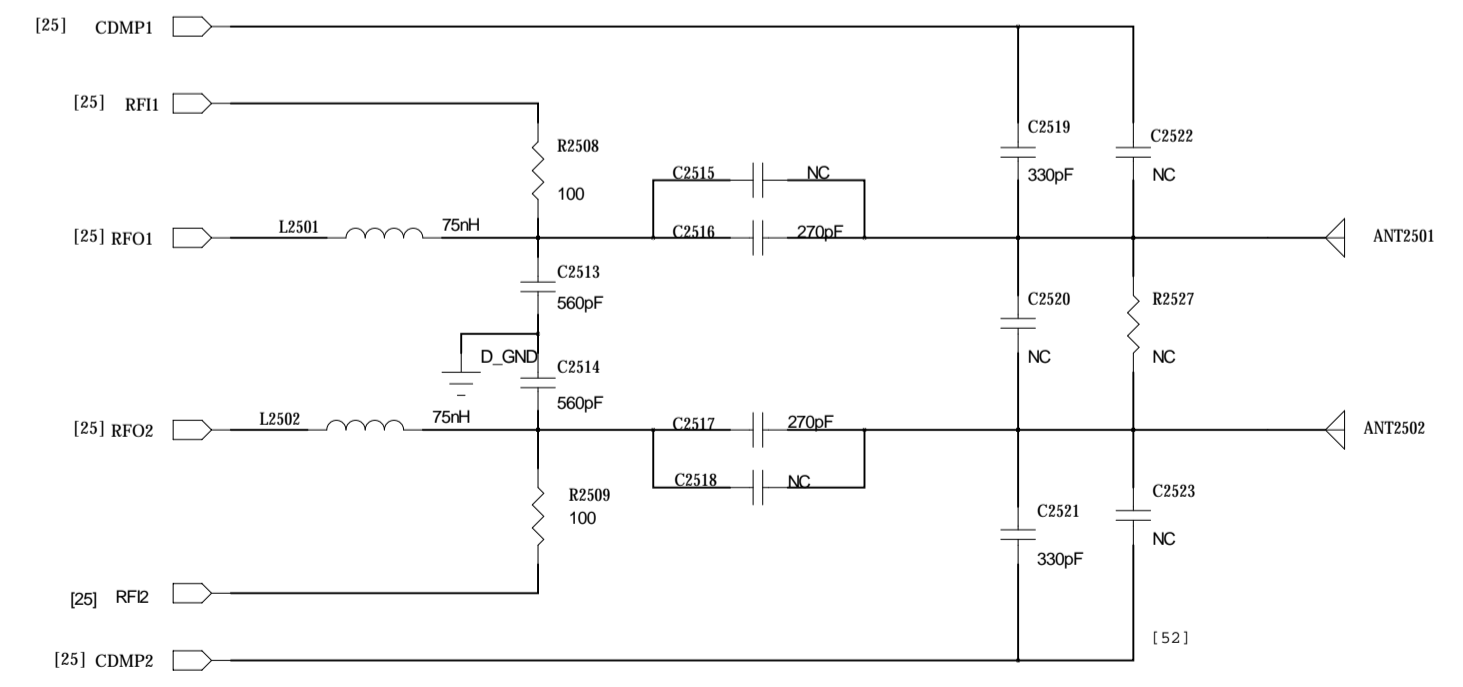 [25] CDMP1
[25] RFI1
C2519
C2522
R2508
C2515 NC
330pF
NC
100
[25] RFO1
L2501
75nH
C2516
270pF
ANT2501
C2513
560pF
C2520
R2527
D_GND
C2514
NC
NC
560pF
[25] RFO2
L2502
75nH
C2517
270pF
ANT2502
C2518 NC
R2509
100
C2523
C2521
NC
330pF
[25] RFI2
[52]
[25] CDMP2